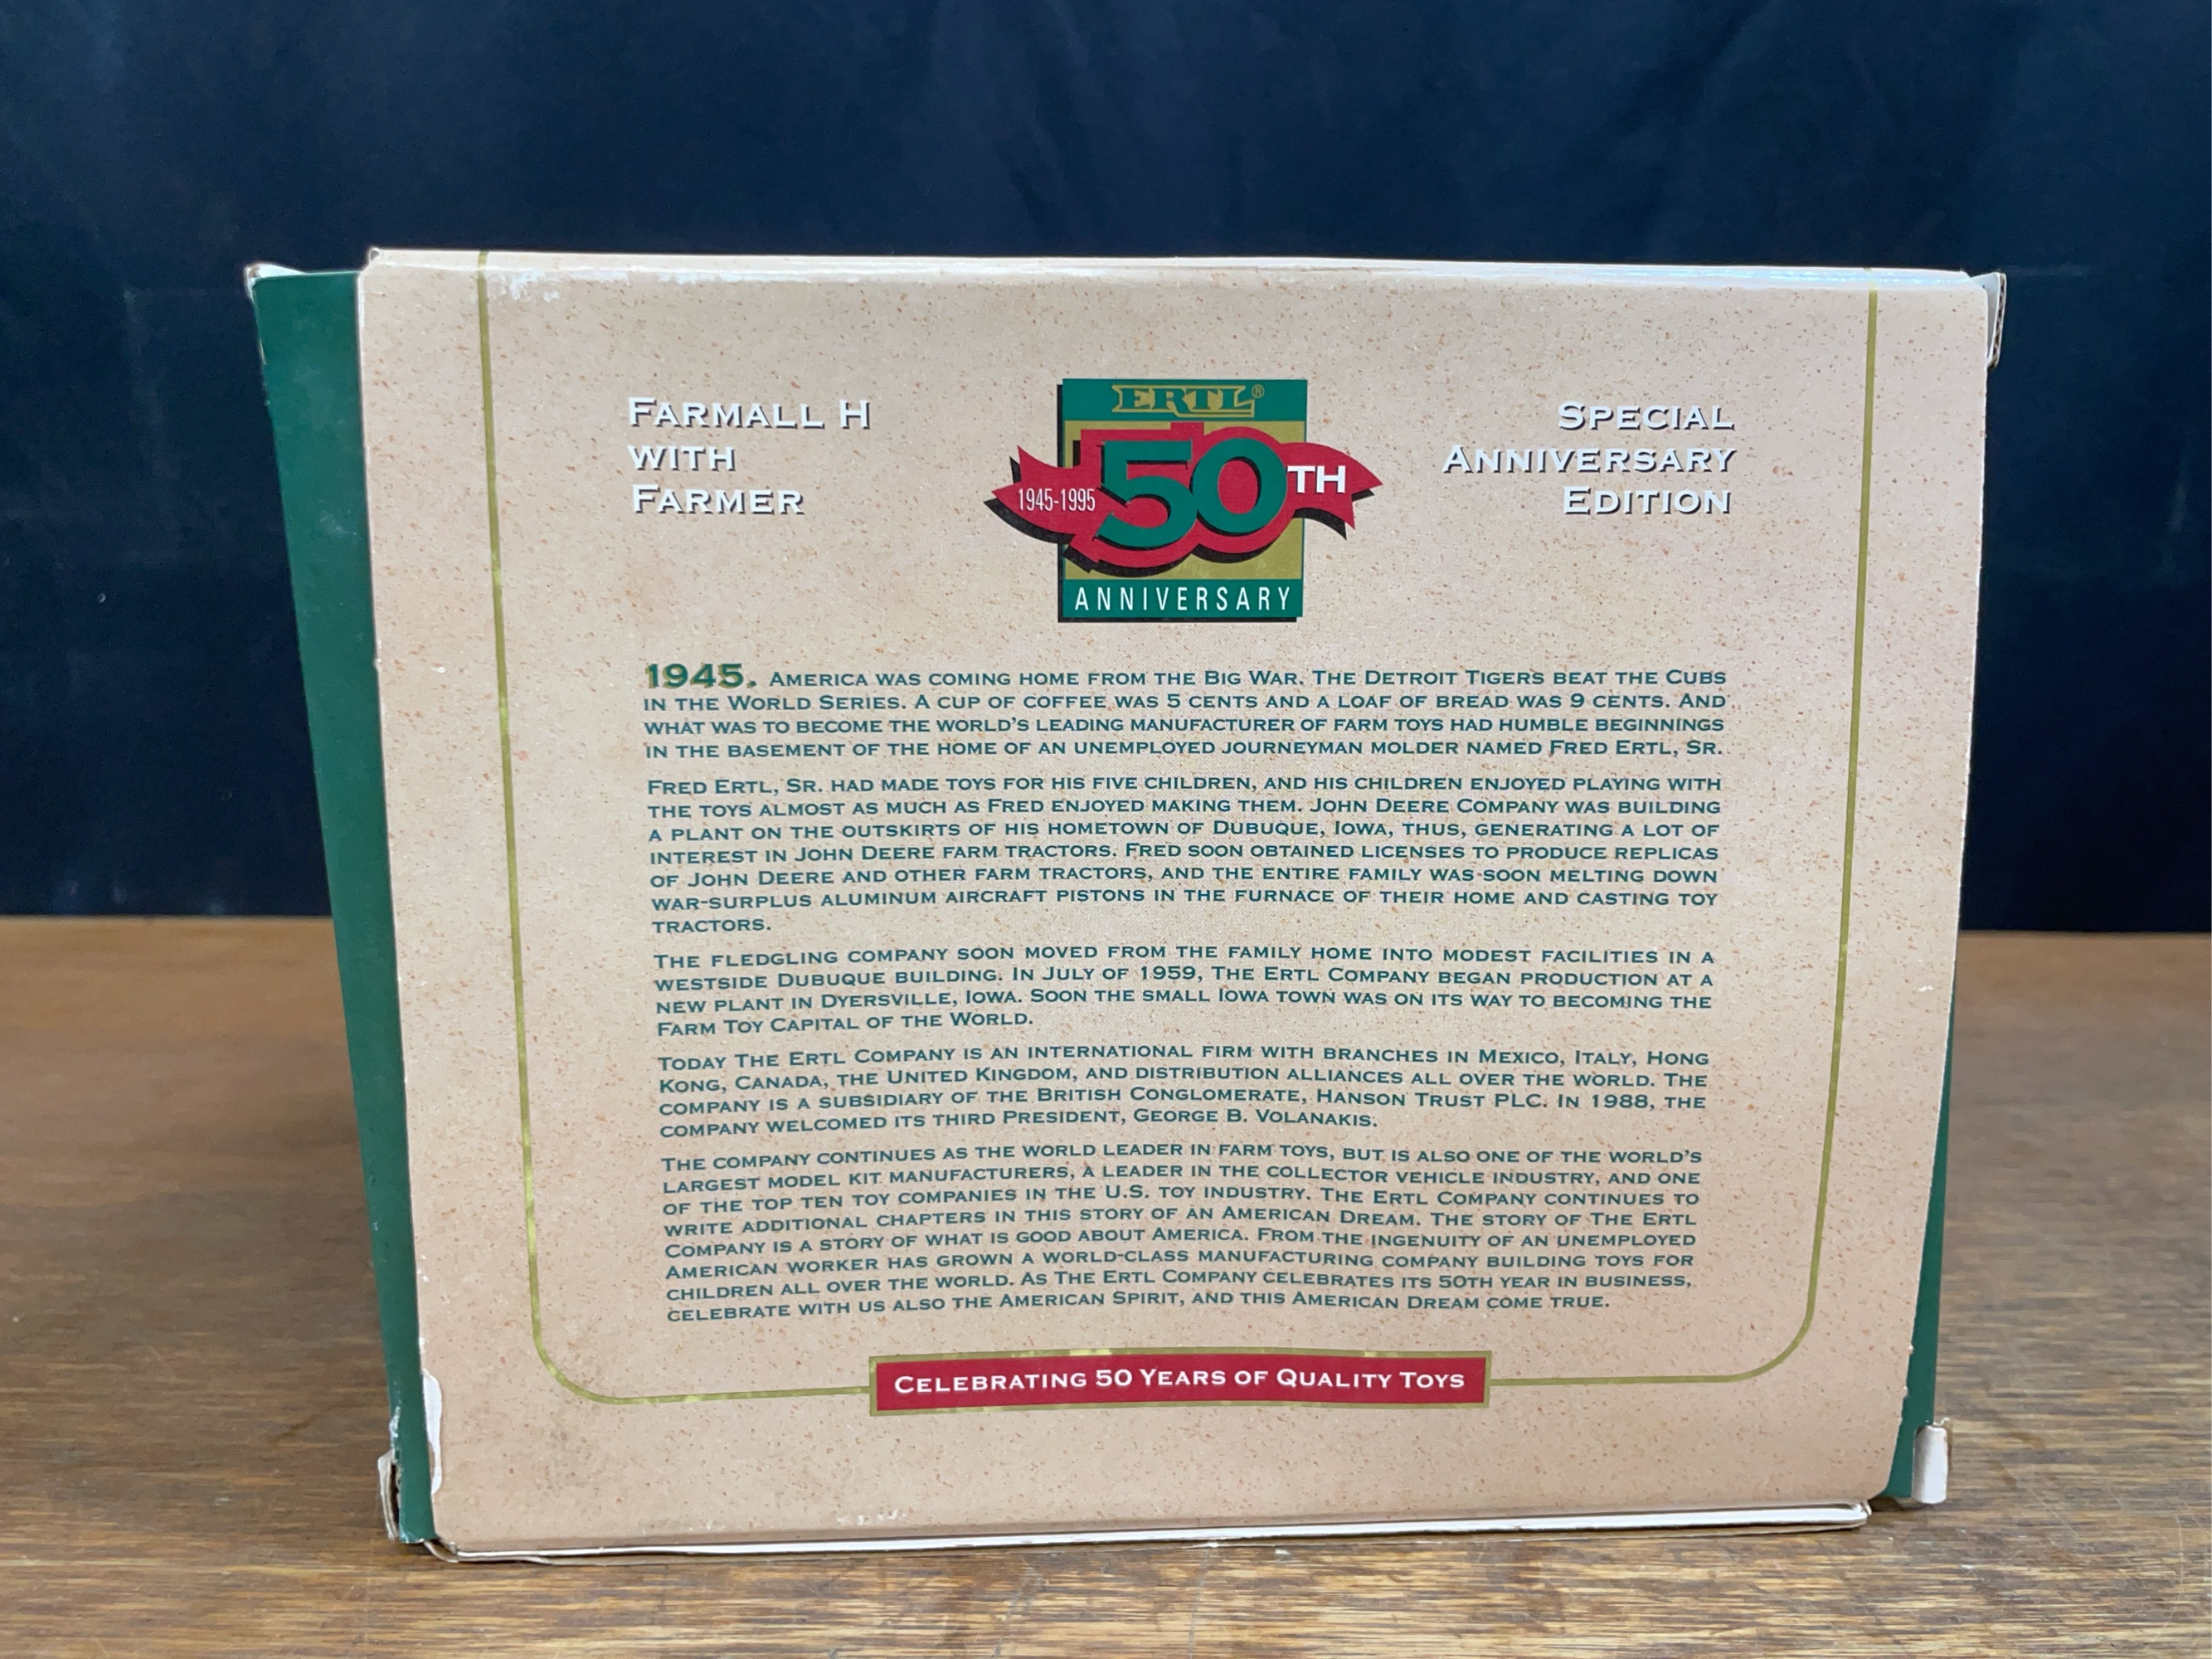 FARMALL H
WITH
FARMER
ERTL®
1945-1995 50TH
ANNIVERSARY
SPECIAL
ANNIVERSARY
EDITION
1945. AMERICA WAS COMING HOME FROM THE BIG WAR. THE DETROIT TIGERS BEAT THE CUBS
IN THE WORLD SERIES. A CUP OF COFFEE WAS 5 CENTS AND A LOAF OF BREAD WAS 9 CENTS. AND
WHAT WAS TO BECOME THE WORLD'S LEADING MANUFACTURER OF FARM TOYS HAD HUMBLE BEGINNINGS
IN THE BASEMENT OF THE HOME OF AN UNEMPLOYED JOURNEYMAN MOLDER NAMED FRED ERTL, SR.
FRED ERTL, SR. HAD MADE TOYS FOR HIS FIVE CHILDREN, AND HIS CHILDREN ENJOYED PLAYING WITH
THE TOYS ALMOST AS MUCH AS FRED ENJOYED MAKING THEM. JOHN DEERE COMPANY WAS BUILDING
A PLANT ON THE OUTSKIRTS OF HIS HOMETOWN OF DUBUQUE, IOWA, THUS, GENERATING A LOT OF
INTEREST IN JOHN DEERE FARM TRACTORS. FRED SOON OBTAINED LICENSES TO PRODUCE REPLICAS
OF JOHN DEERE AND OTHER FARM TRACTORS, AND THE ENTIRE FAMILY WAS SOON MELTING DOWN
WAR-SURPLUS ALUMINUM AIRCRAFT PISTONS IN THE FURNACE OF THEIR HOME AND CASTING TOY
TRACTORS.
THE FLEDGLING COMPANY SOON MOVED FROM THE FAMILY HOME INTO MODEST FACILITIES IN A
WESTSIDE DUBUQUE BUILDING. IN JULY OF 1959, THE ERTL COMPANY BEGAN PRODUCTION AT A
NEW PLANT IN DYERSVILLE, IOWA. SOON THE SMALL IOWA TOWN WAS ON ITS WAY TO BECOMING THE
FARM TOY CAPITAL OF THE WORLD.
TODAY THE ERTL COMPANY IS AN INTERNATIONAL FIRM WITH BRANCHES IN MEXICO, ITALY, HONG
KONG, CANADA, THE UNITED KINGDOM, AND DISTRIBUTION ALLIANCES ALL OVER THE WORLD. THE
COMPANY IS A SUBSIDIARY OF THE BRITISH CONGLOMERATE, HANSON TRUST PLC. IN 1988, THE
COMPANY WELCOMED ITS THIRD PRESIDENT, GEORGE B. VOLANAKIS.
THE COMPANY CONTINUES AS THE WORLD LEADER IN FARM TOYS, BUT IS ALSO ONE OF THE WORLD'S
LARGEST MODEL KIT MANUFACTURERS, A LEADER IN THE COLLECTOR VEHICLE INDUSTRY, AND ONE
OF THE TOP TEN TOY COMPANIES IN THE U.S. TOY INDUSTRY. THE ERTL COMPANY CONTINUES TO
WRITE ADDITIONAL CHAPTERS IN THIS STORY OF AN AMERICAN DREAM. THE STORY OF THE ERTL
COMPANY IS A STORY OF WHAT IS GOOD ABOUT AMERICA. FROM THE INGENUITY OF AN UNEMPLOYED
AMERICAN WORKER HAS GROWN A WORLD-CLASS MANUFACTURING COMPANY BUILDING TOYS FOR
CHILDREN ALL OVER THE WORLD. AS THE ERTL COMPANY CELEBRATES ITS 50TH YEAR IN BUSINESS,
CELEBRATE WITH US ALSO THE AMERICAN SPIRIT, AND THIS AMERICAN DREAM COME TRUE.
CELEBRATING 50 YEARS OF QUALITY TOYS